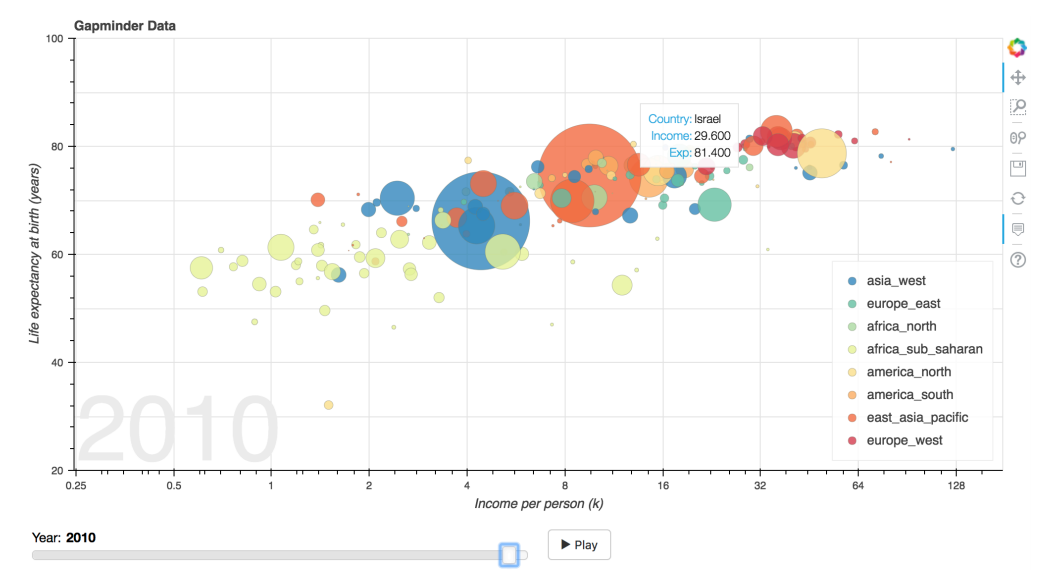 Gapminder Data
100
80
60
40
20
Life expectancy at birth (years)
Country: Israel
Income: 29.600
Exp: 81.400
2010
asia_west
europe_east
africa_north
africa_sub_saharan
america_north
america_south
east_asia_pacific
europe_west
0.25 0.5 1 2 4 8 16 32 64 128
Income per person (k)
Year: 2010
Play